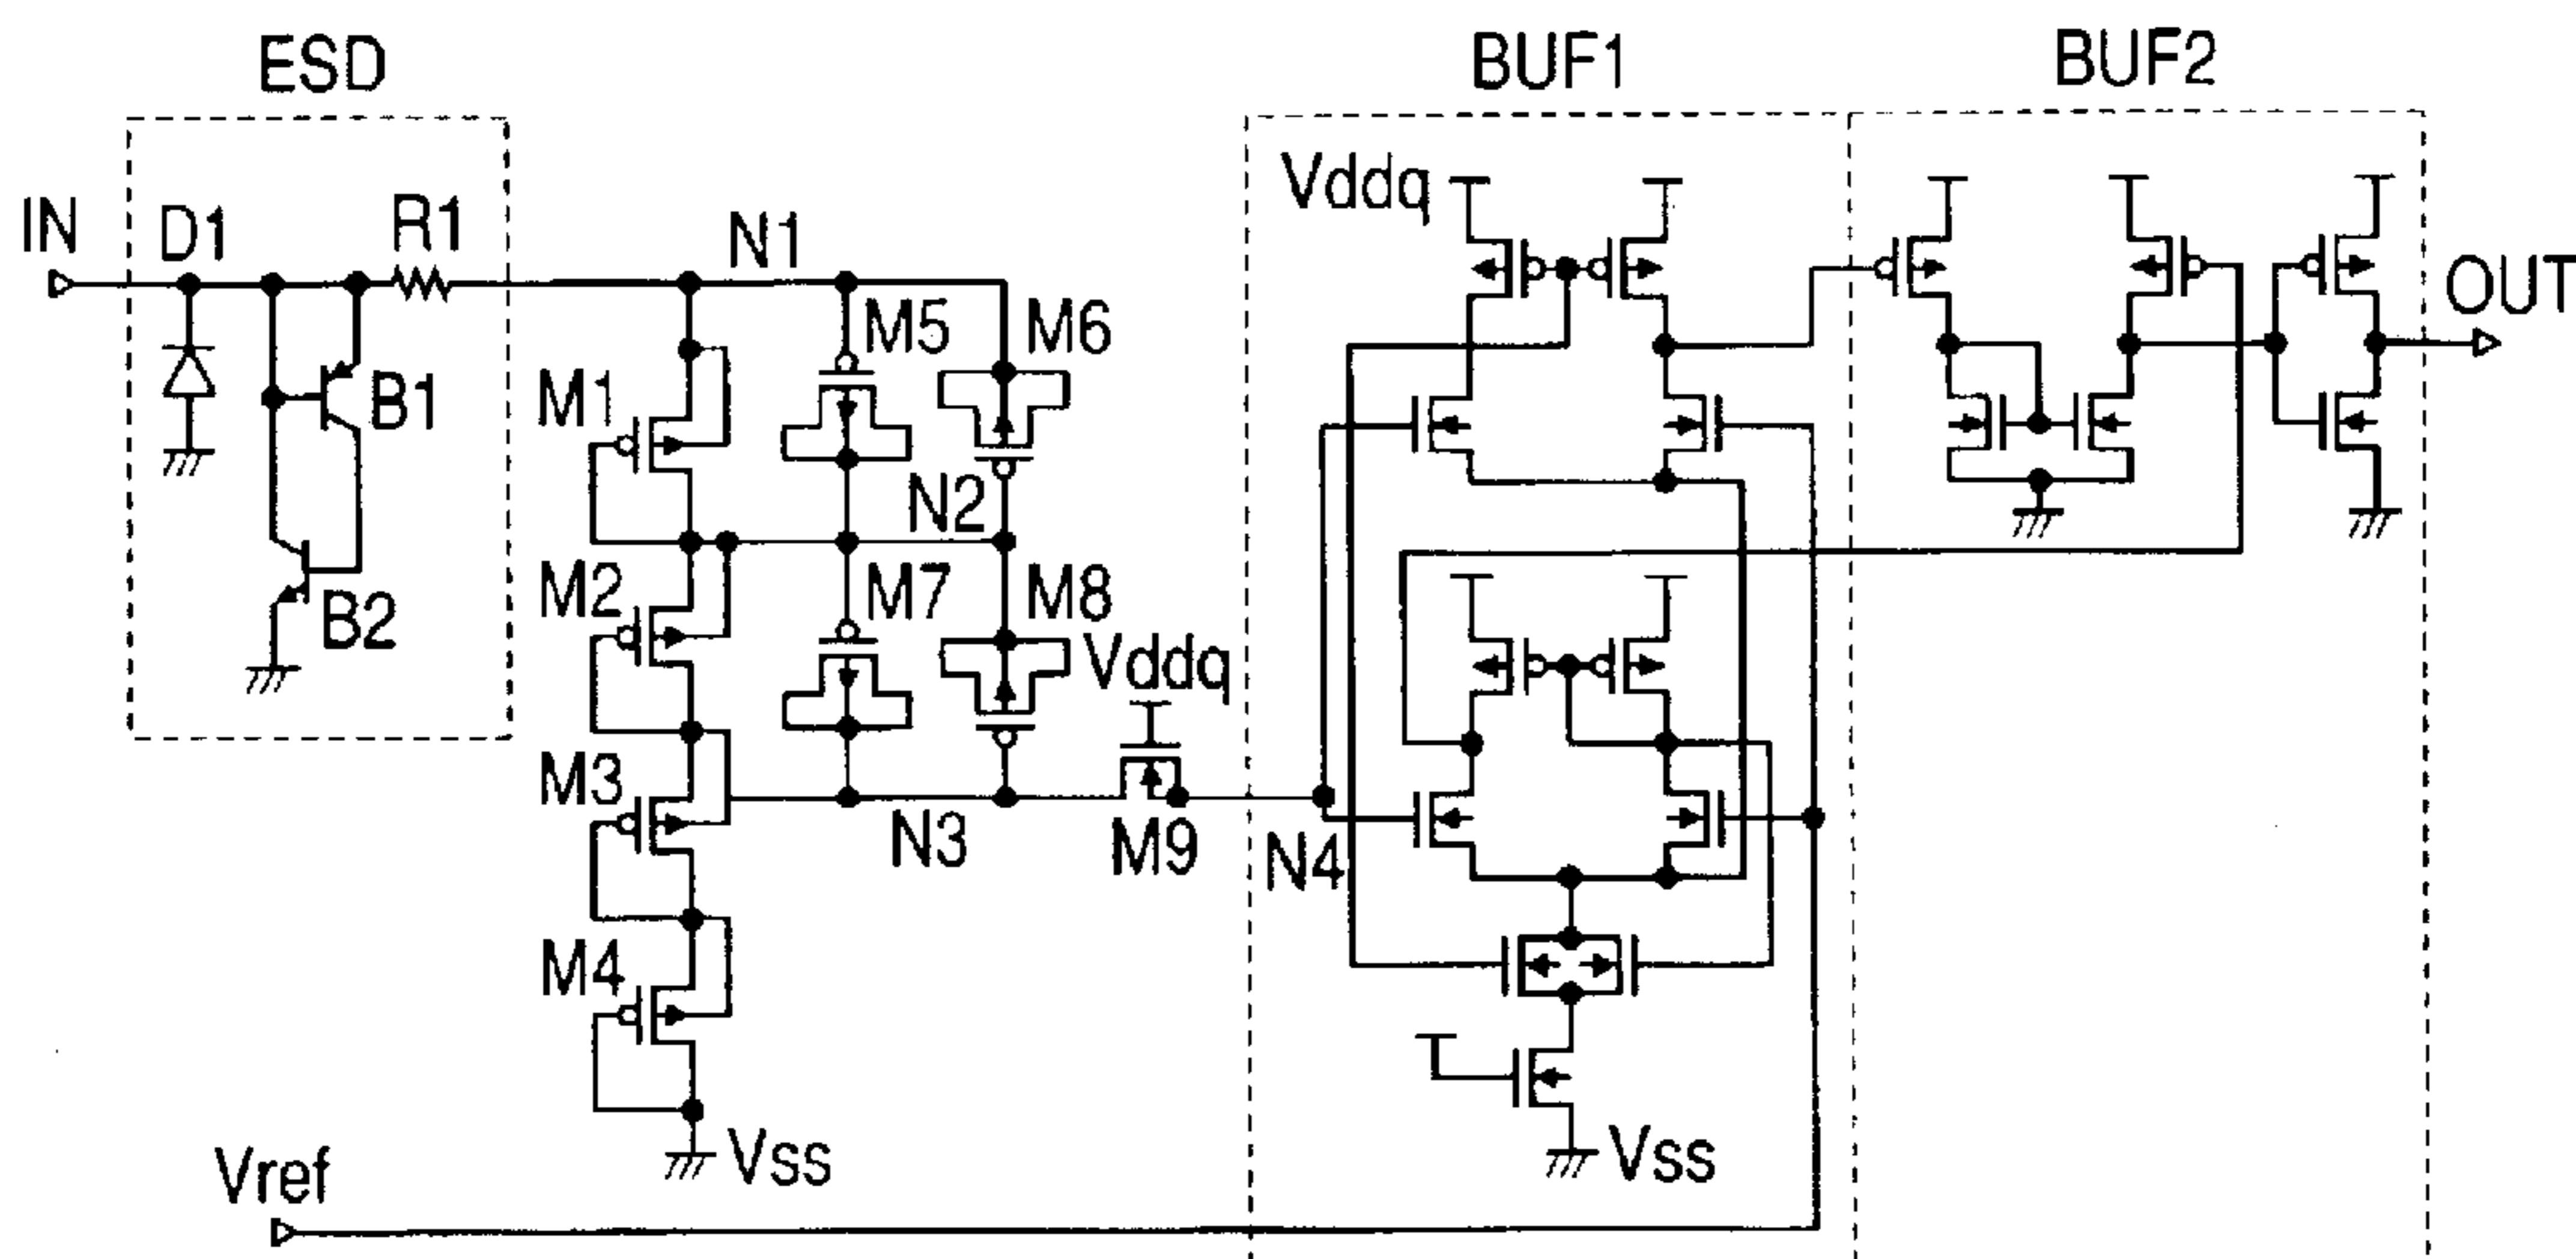 ESD
BUF1
BUF2
IN
D1
R1
N1
Vddq
OUT
M5
M6
M1
B1
N2
M2
M7
M8
B2
Vddq
M3
N3
M9
N4
M4
Vss
Vss
Vref